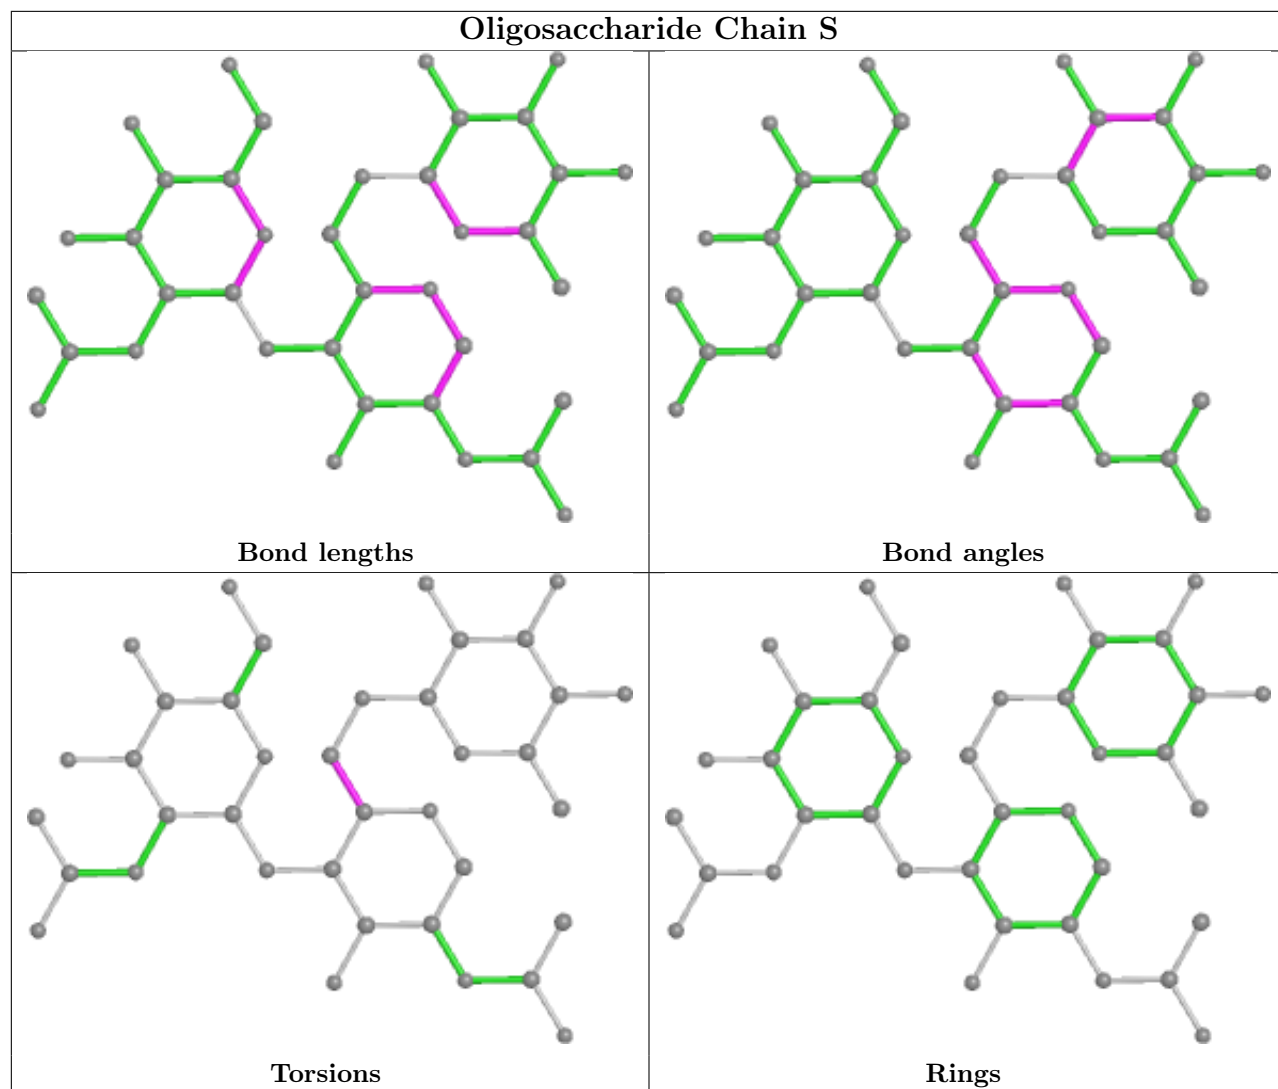 Oligosaccharide Chain S
Bond lengths
Bond angles
Torsions
Rings